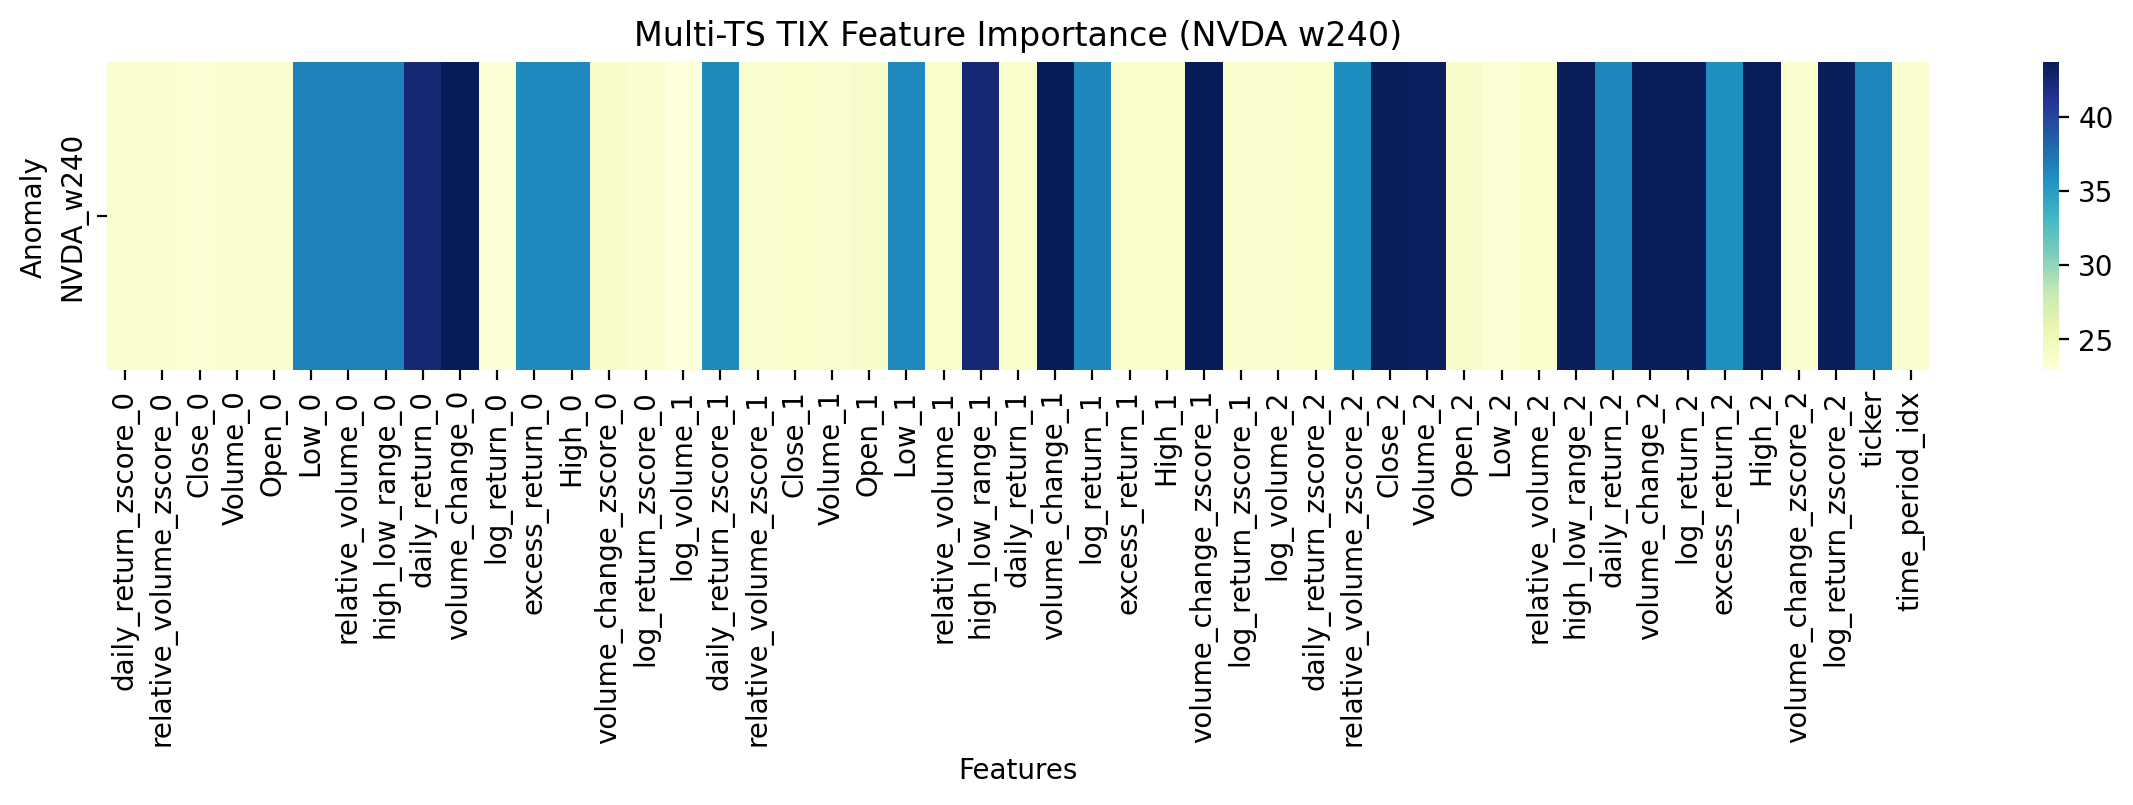 Multi-TS TIX Feature Importance (NVDA w240)
Anomaly
NVDA_w240
40
35
30
25
daily_return_zscore_0
relative_volume_zscore_0
Close_0
Volume_0
Open_0
Low_0
relative_volume_0
high_low_range_0
daily_return_0
volume_change_0
log_return_0
excess_return_0
High_0
volume_change_zscore_0
log_return_zscore_0
log_volume_1
daily_return_zscore_1
relative_volume_zscore_1
Close_1
Volume_1
Open_1
Low_1
relative_volume_1
high_low_range_1
daily_return_1
volume_change_1
log_return_1
excess_return_1
High_1
volume_change_zscore_1
log_return_zscore_1
log_volume_2
daily_return_zscore_2
relative_volume_zscore_2
Close_2
Volume_2
Open_2
Low_2
relative_volume_2
high_low_range_2
daily_return_2
volume_change_2
log_return_2
excess_return_2
High_2
volume_change_zscore_2
log_return_zscore_2
ticker
time_period_idx
Features